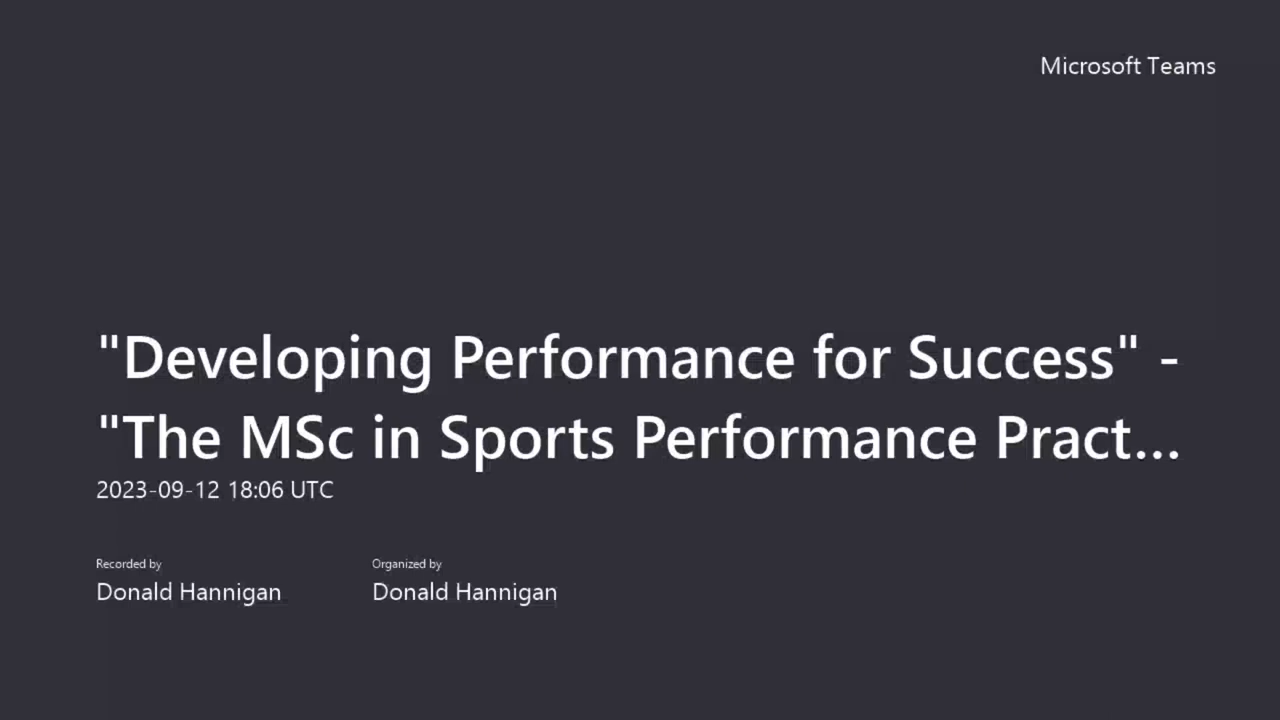 Microsoft Teams
"Developing Performance for Success" -
"The MSc in Sports Performance Pract...
2023-09-12 18:06 UTC
Recorded by
Organized by
Donald Hannigan
Donald Hannigan